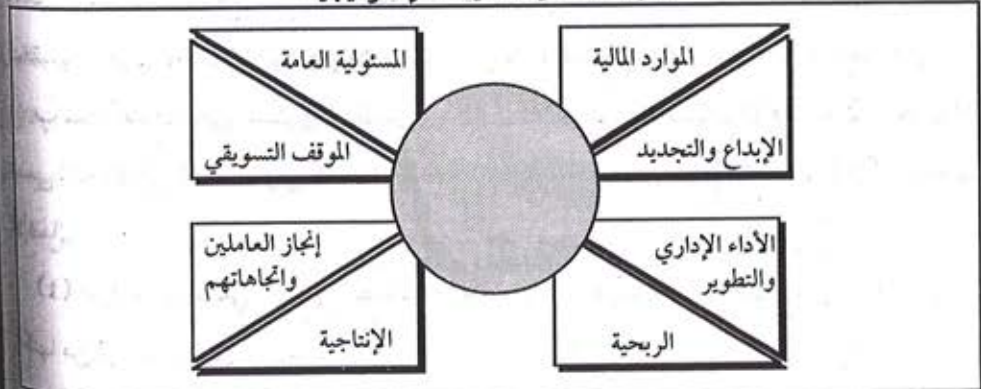 الموارد المالية
الإبداع والتجديد
المسئولية العامة
الموقف التسويقي
الأداء الإداري
والتطوير
الربحية
إنجاز العاملين
واتجاهاتهم
الإنتاجية